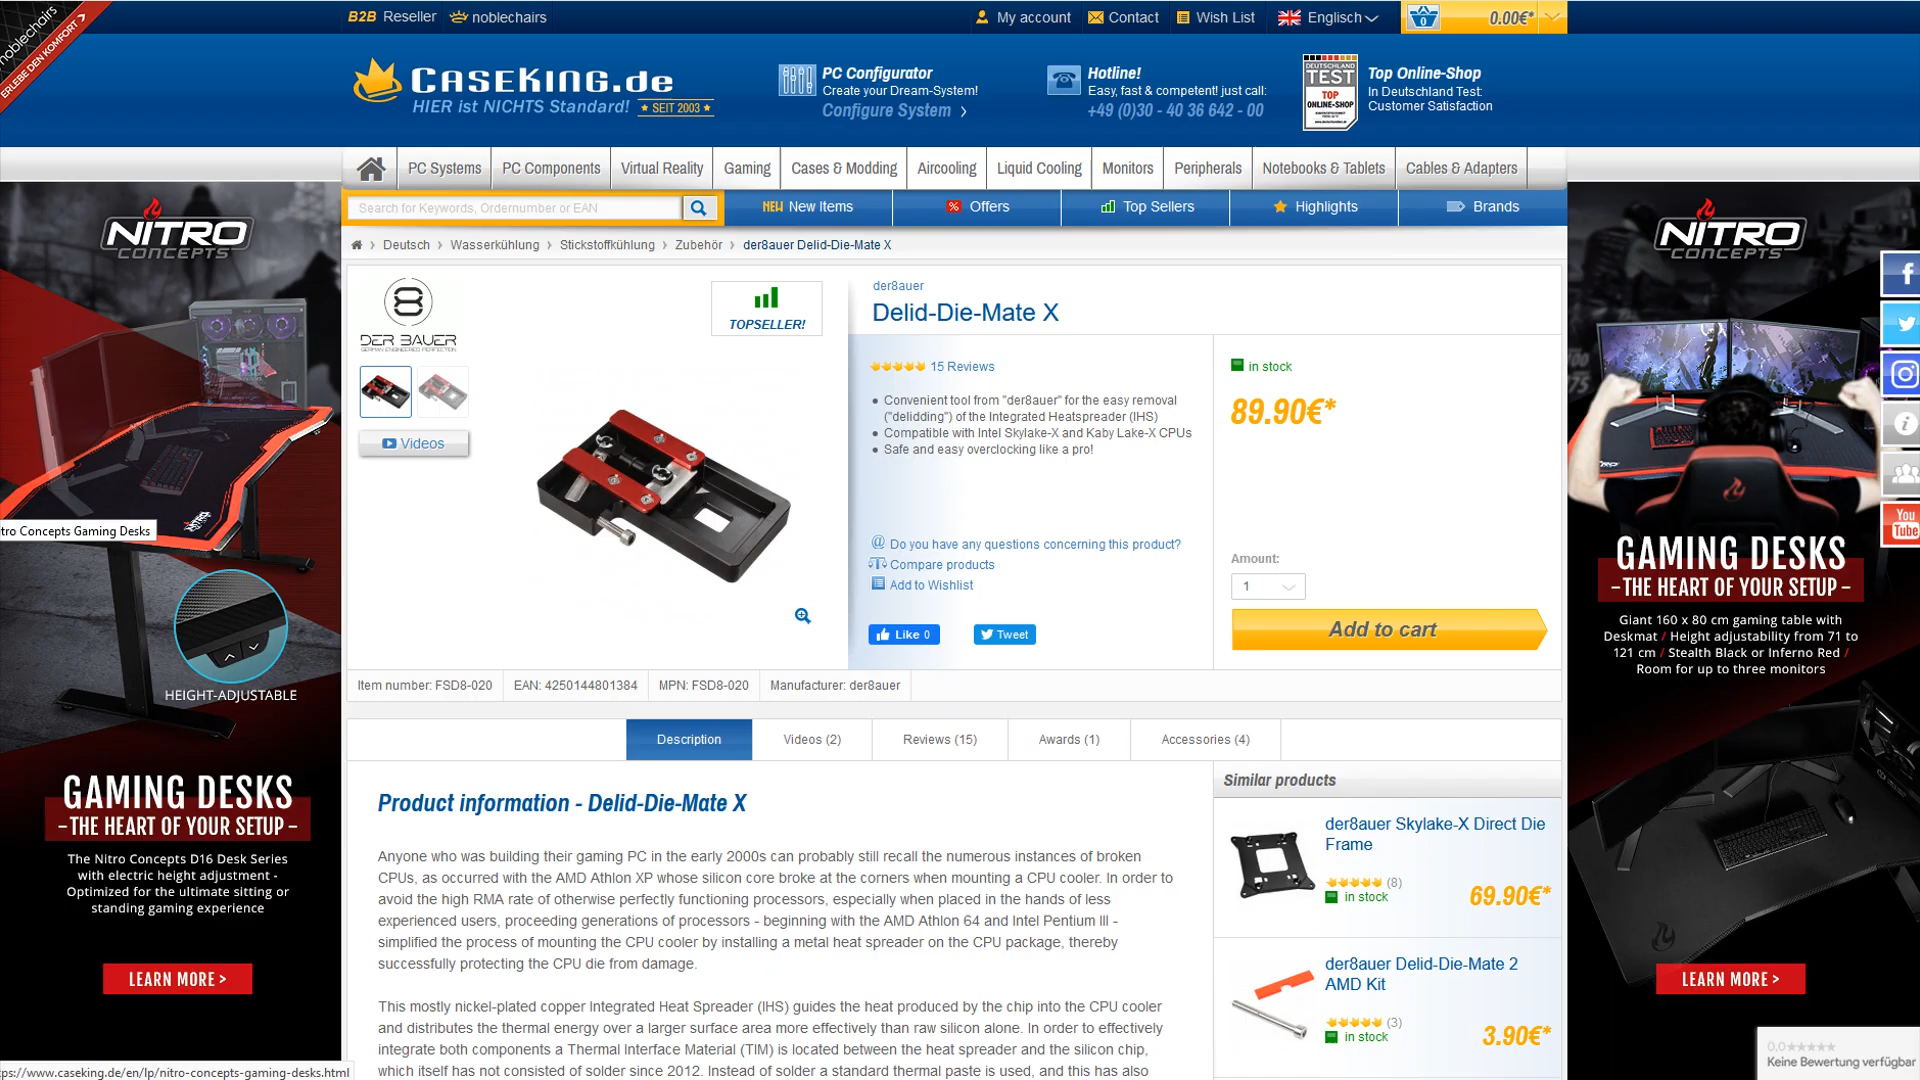 noblechairs
ERLEBE DEN KOMFORT >
B2B Reseller
noblechairs
My account
Contact
Wish List
Englisch
0
0.00€*
CASEKING.de
HIER ist NICHTS Standard!
★ SEIT 2003 ★
PC Configurator
Create your Dream-System!
Configure System
Hotline!
Easy, fast & competent! just call:
+49 (0)30 - 40 36 642 - 00
DEUTSCHLAND
TEST
TOP
ONLINE-SHOP
Top Online-Shop
In Deutschland Test:
Customer Satisfaction
PC Systems
PC Components
Virtual Reality
Gaming
Cases & Modding
Aircooling
Liquid Cooling
Monitors
Peripherals
Notebooks & Tablets
Cables & Adapters
Search for Keywords, Ordernumber or EAN
NEW New Items
% Offers
Top Sellers
Highlights
Brands
Deutsch > Wasserkühlung > Stickstoffkühlung > Zubehör > der8auer Delid-Die-Mate X
DER BAUER
GERMAN ENGINEERED PERFECTION
TOPSELLER!
Videos
der8auer
Delid-Die-Mate X
15 Reviews
● Convenient tool from "der8auer" for the easy removal
("delidding") of the Integrated Heatspreader (IHS)
● Compatible with Intel Skylake-X and Kaby Lake-X CPUs
● Safe and easy overclocking like a pro!
@ Do you have any questions concerning this product?
Compare products
Add to Wishlist
Like 0
Tweet
in stock
89.90€*
Amount:
1
Add to cart
Item number: FSD8-020
EAN: 4250144801384
MPN: FSD8-020
Manufacturer: der8auer
Description
Videos (2)
Reviews (15)
Awards (1)
Accessories (4)
Product information - Delid-Die-Mate X
Anyone who was building their gaming PC in the early 2000s can probably still recall the numerous instances of broken
CPUs, as occurred with the AMD Athlon XP whose silicon core broke at the corners when mounting a CPU cooler. In order to
avoid the high RMA rate of otherwise perfectly functioning processors, especially when placed in the hands of less
experienced users, proceeding generations of processors - beginning with the AMD Athlon 64 and Intel Pentium III -
simplified the process of mounting the CPU cooler by installing a metal heat spreader on the CPU package, thereby
successfully protecting the CPU die from damage.
This mostly nickel-plated copper Integrated Heat Spreader (IHS) guides the heat produced by the chip into the CPU cooler
and distributes the thermal energy over a larger surface area more effectively than raw silicon alone. In order to effectively
integrate both components a Thermal Interface Material (TIM) is located between the heat spreader and the silicon chip,
which itself has not consisted of solder since 2012. Instead of solder a standard thermal paste is used, and this has also
Similar products
der8auer Skylake-X Direct Die
Frame
(8)
in stock
69.90€*
der8auer Delid-Die-Mate 2
AMD Kit
(3)
in stock
3.90€*
NITRO
CONCEPTS
tro Concepts Gaming Desks
HEIGHT-ADJUSTABLE
GAMING DESKS
– THE HEART OF YOUR SETUP –
The Nitro Concepts D16 Desk Series
with electric height adjustment -
Optimized for the ultimate sitting or
standing gaming experience
LEARN MORE >
ps://www.caseking.de/en/lp/nitro-concepts-gaming-desks.html
NITRO
CONCEPTS
You
Tube
GAMING DESKS
– THE HEART OF YOUR SETUP –
Giant 160 x 80 cm gaming table with
Deskmat / Height adjustability from 71 to
121 cm / Stealth Black or Inferno Red /
Room for up to three monitors
LEARN MORE >
0,0★★★★★
Keine Bewertung verfügbar